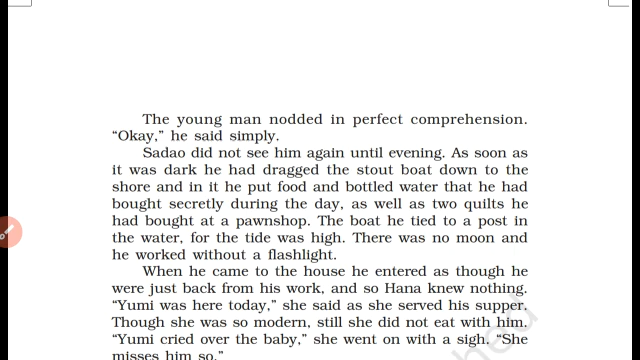 The young man nodded in perfect comprehension.
“Okay,” he said simply.
Sadao did not see him again until evening. As soon as
it was dark he had dragged the stout boat down to the
shore and in it he put food and bottled water that he had
bought secretly during the day, as well as two quilts he
had bought at a pawnshop. The boat he tied to a post in
the water, for the tide was high. There was no moon and
he worked without a flashlight.
When he came to the house he entered as though he
were just back from his work, and so Hana knew nothing.
“Yumi was here today,” she said as she served his supper.
Though she was so modern, still she did not eat with him.
“Yumi cried over the baby,” she went on with a sigh. “She
misses him so.”